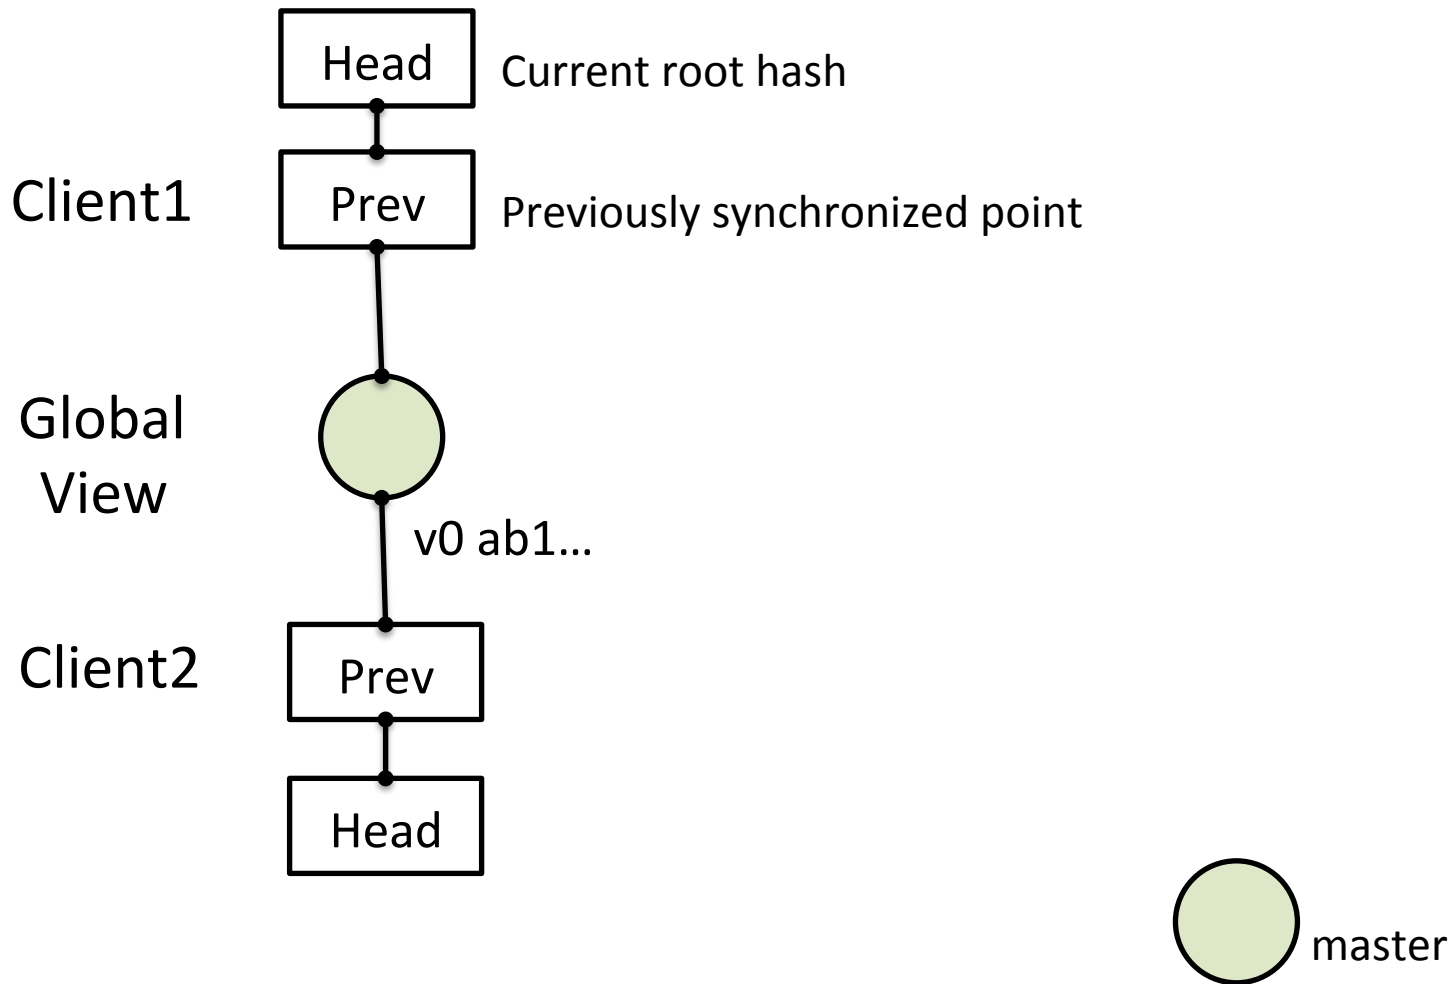 Head
Current root hash
Client1
Prev
Previously synchronized point
Global
View
v0 ab1…
Client2
Prev
Head
master